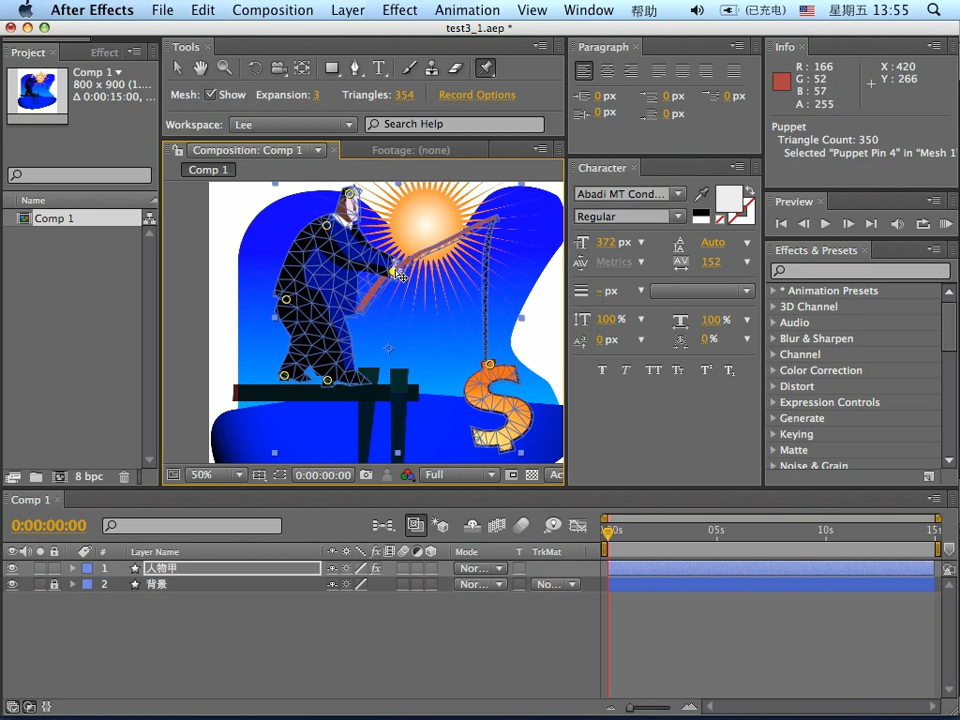 After Effects File Edit Composition Layer Effect Animation View Window 帮助 (已充电) 星期五 13:55
test3_1.aep *
Project × Effect
Comp 1▼
800 x 900 (1....
Δ 0:00:15:00, ...
Name
Comp 1
8 bpc
Tools ×
Mesh: Show Expansion: 3 Triangles: 354 Record Options
Workspace: Lee Search Help
Composition: Comp 1 × Footage: (none)
Comp 1
50% 0:00:00:00 Full Ac
Paragraph ×
0 px 0 px 0 px
0 px 0 px
Character ×
Abadi MT Cond...
Regular
372 px Auto
Metrics 152
- px
100 % 100 %
0 px 0 %
T T TT Tт T¹ T₁
Info ×
R : 166
G : 52
B : 57
A : 255
X : 420
Y : 266
Puppet
Triangle Count: 350
Selected "Puppet Pin 4" in "Mesh 1
Preview ×
Effects & Presets ×
* Animation Presets
3D Channel
Audio
Blur & Sharpen
Channel
Color Correction
Distort
Expression Controls
Generate
Keying
Matte
Noise & Grain
Comp 1 ×
0:00:00:00
05s 10s 15s
# Layer Name fx Mode T TrkMat
1 人物甲 fx Nor...
2 背景 Nor... No...